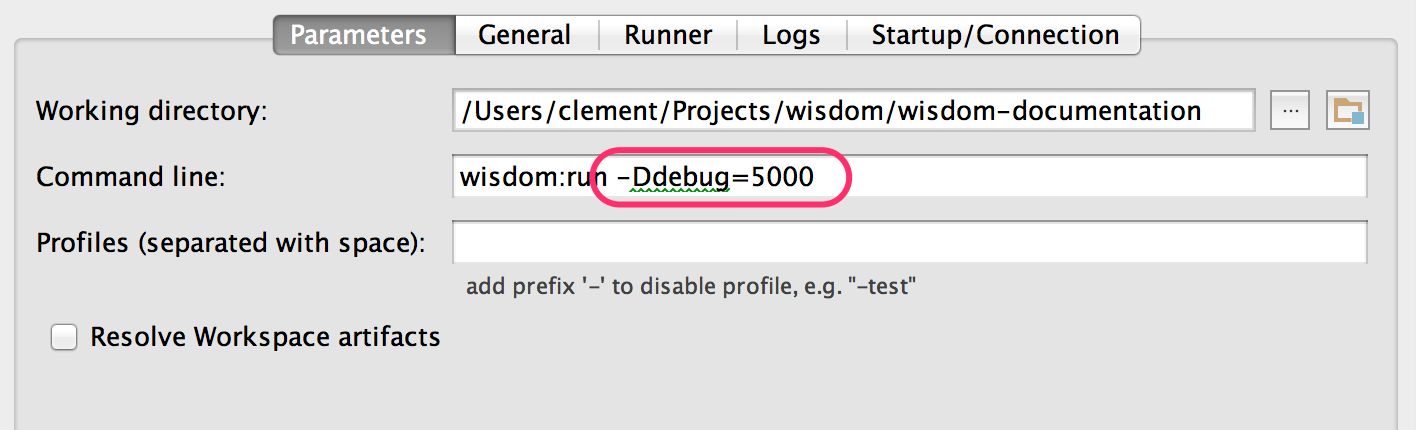 Parameters General Runner Logs Startup/Connection
Working directory: /Users/clement/Projects/wisdom/wisdom-documentation ...
Command line: wisdom:run -Ddebug=5000
Profiles (separated with space):
add prefix '-' to disable profile, e.g. "-test"
Resolve Workspace artifacts